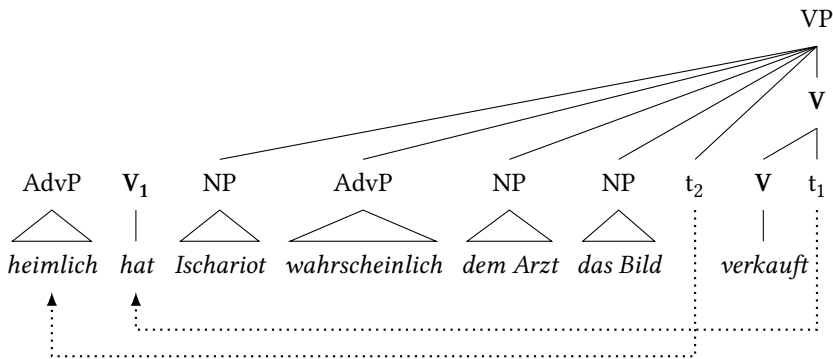 VP
V
AdvP V₁ NP AdvP NP NP t₂ V t₁
heimlich hat Ischariot wahrscheinlich dem Arzt das Bild verkauft